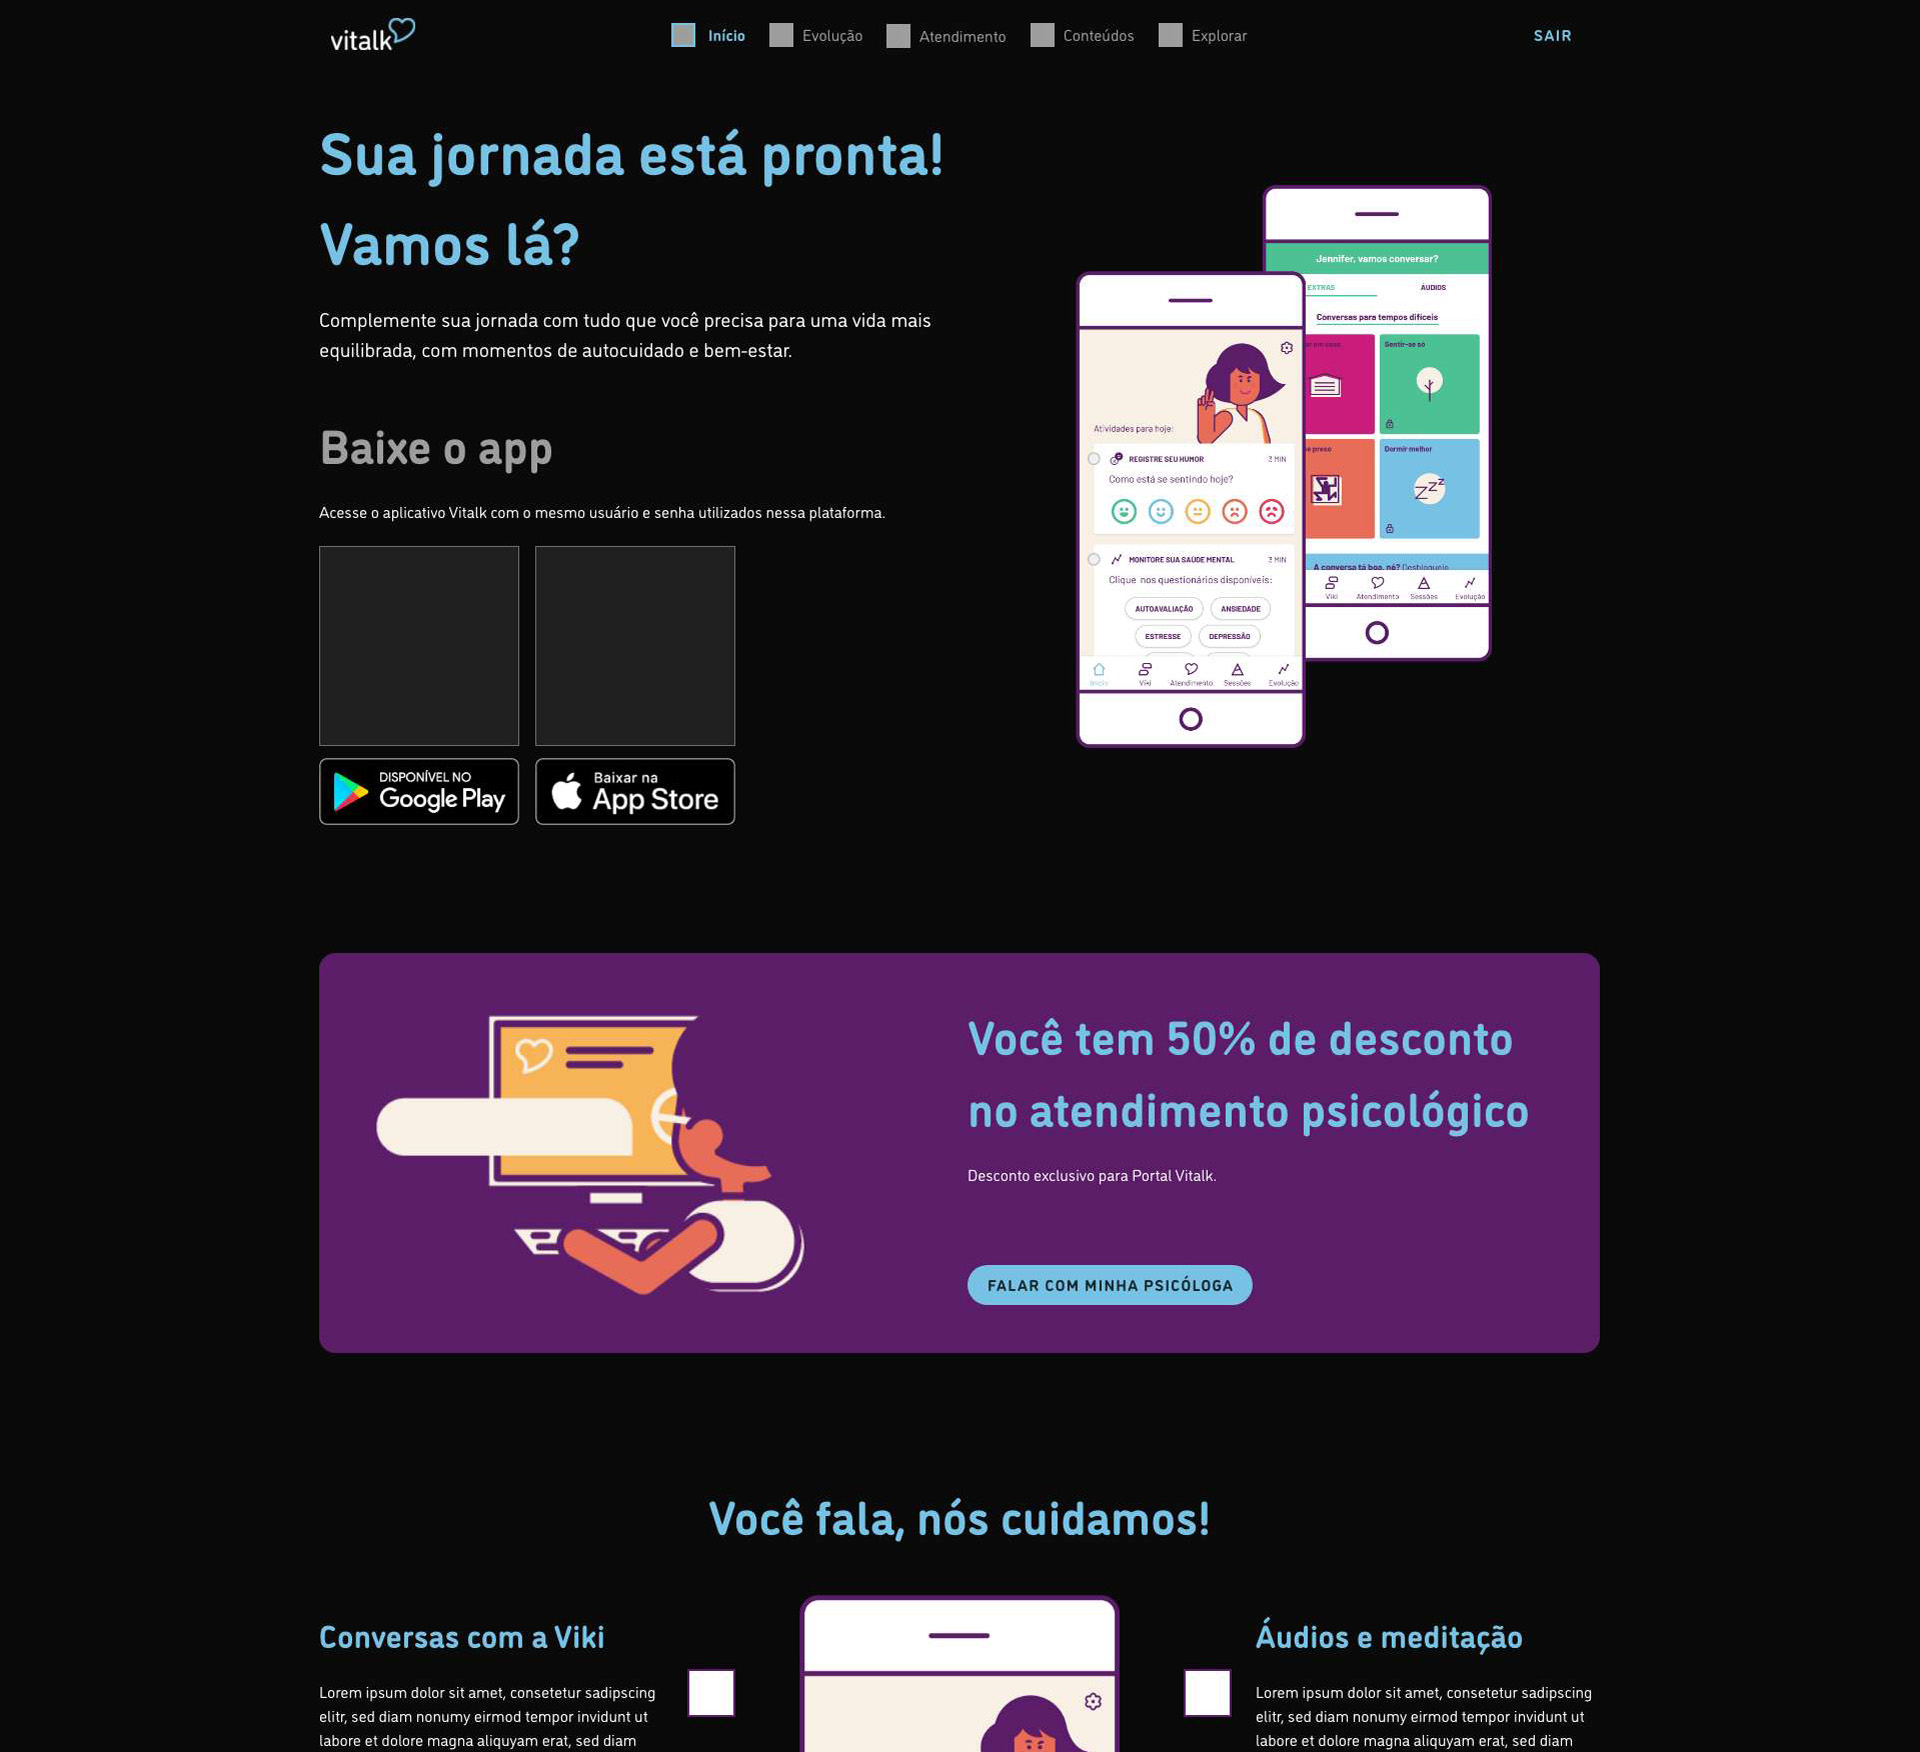 vitalk
Início
Evolução
Atendimento
Conteúdos
Explorar
SAIR
Sua jornada está pronta!
Vamos lá?
Complemente sua jornada com tudo que você precisa para uma vida mais
equilibrada, com momentos de autocuidado e bem-estar.
Baixe o app
Acesse o aplicativo Vitalk com o mesmo usuário e senha utilizados nessa plataforma.
DISPONÍVEL NO
Google Play
Baixar na
App Store
Jennifer, vamos conversar?
EXTRAS
ÁUDIOS
Conversas para tempos difíceis
em casa
Sentir-se só
preso
Dormir melhor
A conversa tá boa, né? Desbloqueie
Viki
Atendimento
Sessões
Evolução
Atividades para hoje:
REGISTRE SEU HUMOR
3 MIN
Como está se sentindo hoje?
MONITORE SUA SAÚDE MENTAL
3 MIN
Clique nos questionários disponíveis:
AUTOAVALIAÇÃO
ANSIEDADE
ESTRESSE
DEPRESSÃO
Início
Viki
Atendimento
Sessões
Evolução
Você tem 50% de desconto
no atendimento psicológico
Desconto exclusivo para Portal Vitalk.
FALAR COM MINHA PSICÓLOGA
Você fala, nós cuidamos!
Conversas com a Viki
Lorem ipsum dolor sit amet, consetetur sadipscing
elitr, sed diam nonumy eirmod tempor invidunt ut
labore et dolore magna aliquyam erat, sed diam
Áudios e meditação
Lorem ipsum dolor sit amet, consetetur sadipscing
elitr, sed diam nonumy eirmod tempor invidunt ut
labore et dolore magna aliquyam erat, sed diam